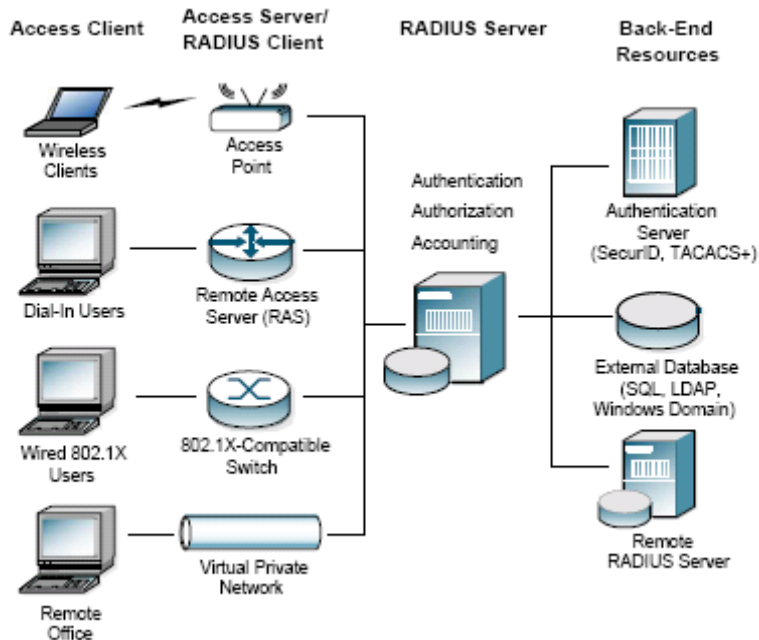 Access Client
Access Server/
RADIUS Client
RADIUS Server
Back-End
Resources
Wireless
Clients
Access
Point
Dial-In Users
Remote Access
Server (RAS)
Wired 802.1X
Users
802.1X-Compatible
Switch
Remote
Office
Virtual Private
Network
Authentication
Authorization
Accounting
Authentication
Server
(SecurID, TACACS+)
External Database
(SQL, LDAP,
Windows Domain)
Remote
RADIUS Server